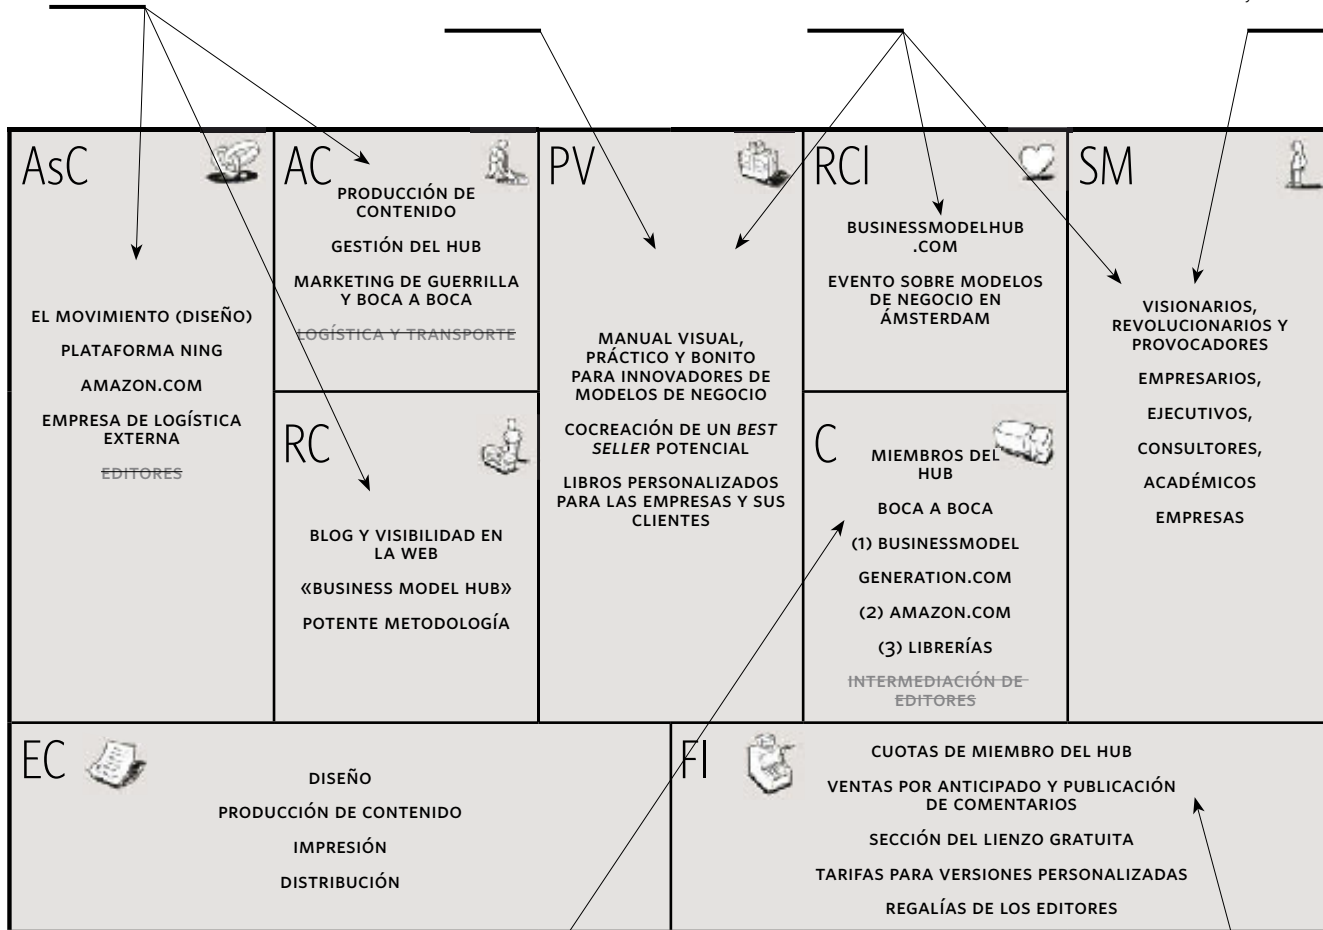 AsC
EL MOVIMIENTO (DISEÑO)
PLATAFORMA NING
AMAZON.COM
EMPRESA DE LOGÍSTICA
EXTERNA
EDITORES
AC
PRODUCCIÓN DE
CONTENIDO
GESTIÓN DEL HUB
MARKETING DE GUERRILLA
Y BOCA A BOCA
LOGÍSTICA Y TRANSPORTE
RC
BLOG Y VISIBILIDAD EN
LA WEB
«BUSINESS MODEL HUB»
POTENTE METODOLOGÍA
PV
MANUAL VISUAL,
PRÁCTICO Y BONITO
PARA INNOVADORES DE
MODELOS DE NEGOCIO
COCREACIÓN DE UN BEST
SELLER POTENCIAL
LIBROS PERSONALIZADOS
PARA LAS EMPRESAS Y SUS
CLIENTES
RCl
BUSINESSMODELHUB
.COM
EVENTO SOBRE MODELOS
DE NEGOCIO EN
ÁMSTERDAM
C
MIEMBROS DEL
HUB
BOCA A BOCA
(1) BUSINESSMODEL
GENERATION.COM
(2) AMAZON.COM
(3) LIBRERÍAS
INTERMEDIACIÓN DE
EDITORES
SM
VISIONARIOS,
REVOLUCIONARIOS Y
PROVOCADORES
EMPRESARIOS,
EJECUTIVOS,
CONSULTORES,
ACADÉMICOS
EMPRESAS
EC
DISEÑO
PRODUCCIÓN DE CONTENIDO
IMPRESIÓN
DISTRIBUCIÓN
FI
CUOTAS DE MIEMBRO DEL HUB
VENTAS POR ANTICIPADO Y PUBLICACIÓN
DE COMENTARIOS
SECCIÓN DEL LIENZO GRATUITA
TARIFAS PARA VERSIONES PERSONALIZADAS
REGALÍAS DE LOS EDITORES